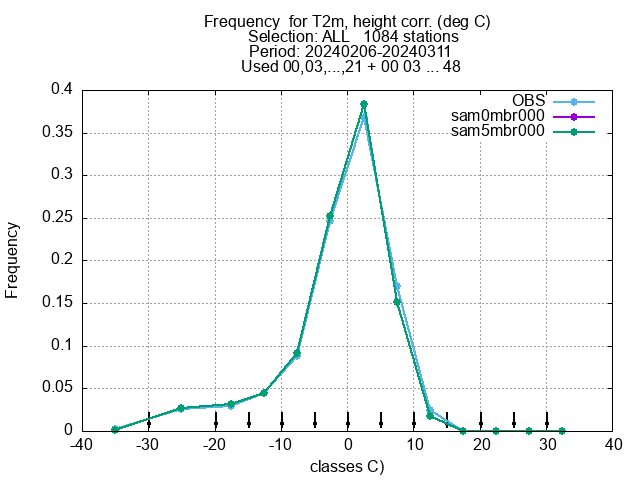 Frequency  for T2m, height corr. (deg C)
Selection: ALL   1084 stations
Period: 20240206-20240311
Used 00,03,...,21 + 00 03 ... 48
OBS
sam0mbr000
sam5mbr000
0.4
0.35
0.3
0.25
0.2
0.15
0.1
0.05
0
Frequency
-40 -30 -20 -10 0 10 20 30 40
classes C)